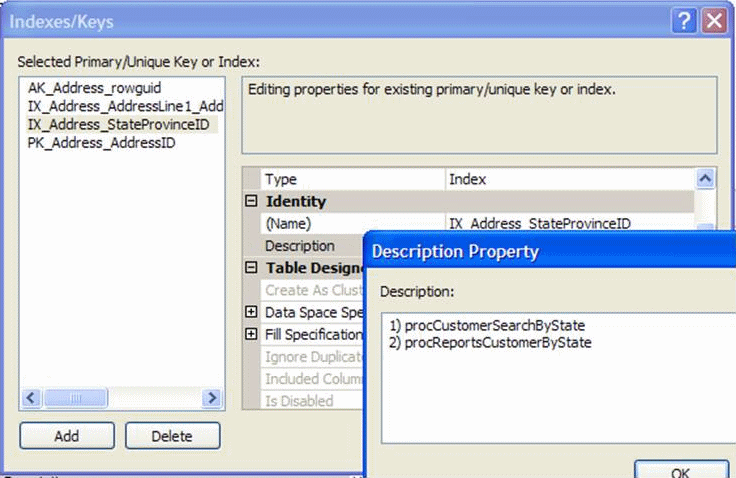 Indexes/Keys
Selected Primary/Unique Key or Index:
AK_Address_rowguid
IX_Address_AddressLine1_Add
IX_Address_StateProvinceID
PK_Address_AddressID
Add
Delete
Editing properties for existing primary/unique key or index.
Type Index
Identity
(Name) IX_Address_StateProvinceID
Description
Table Designe
Create As Clust
Data Space Spe
Fill Specification
Ignore Duplicate
Included Colum
Is Disabled
Description Property
Description:
1) procCustomerSearchByState
2) procReportsCustomerByState
OK